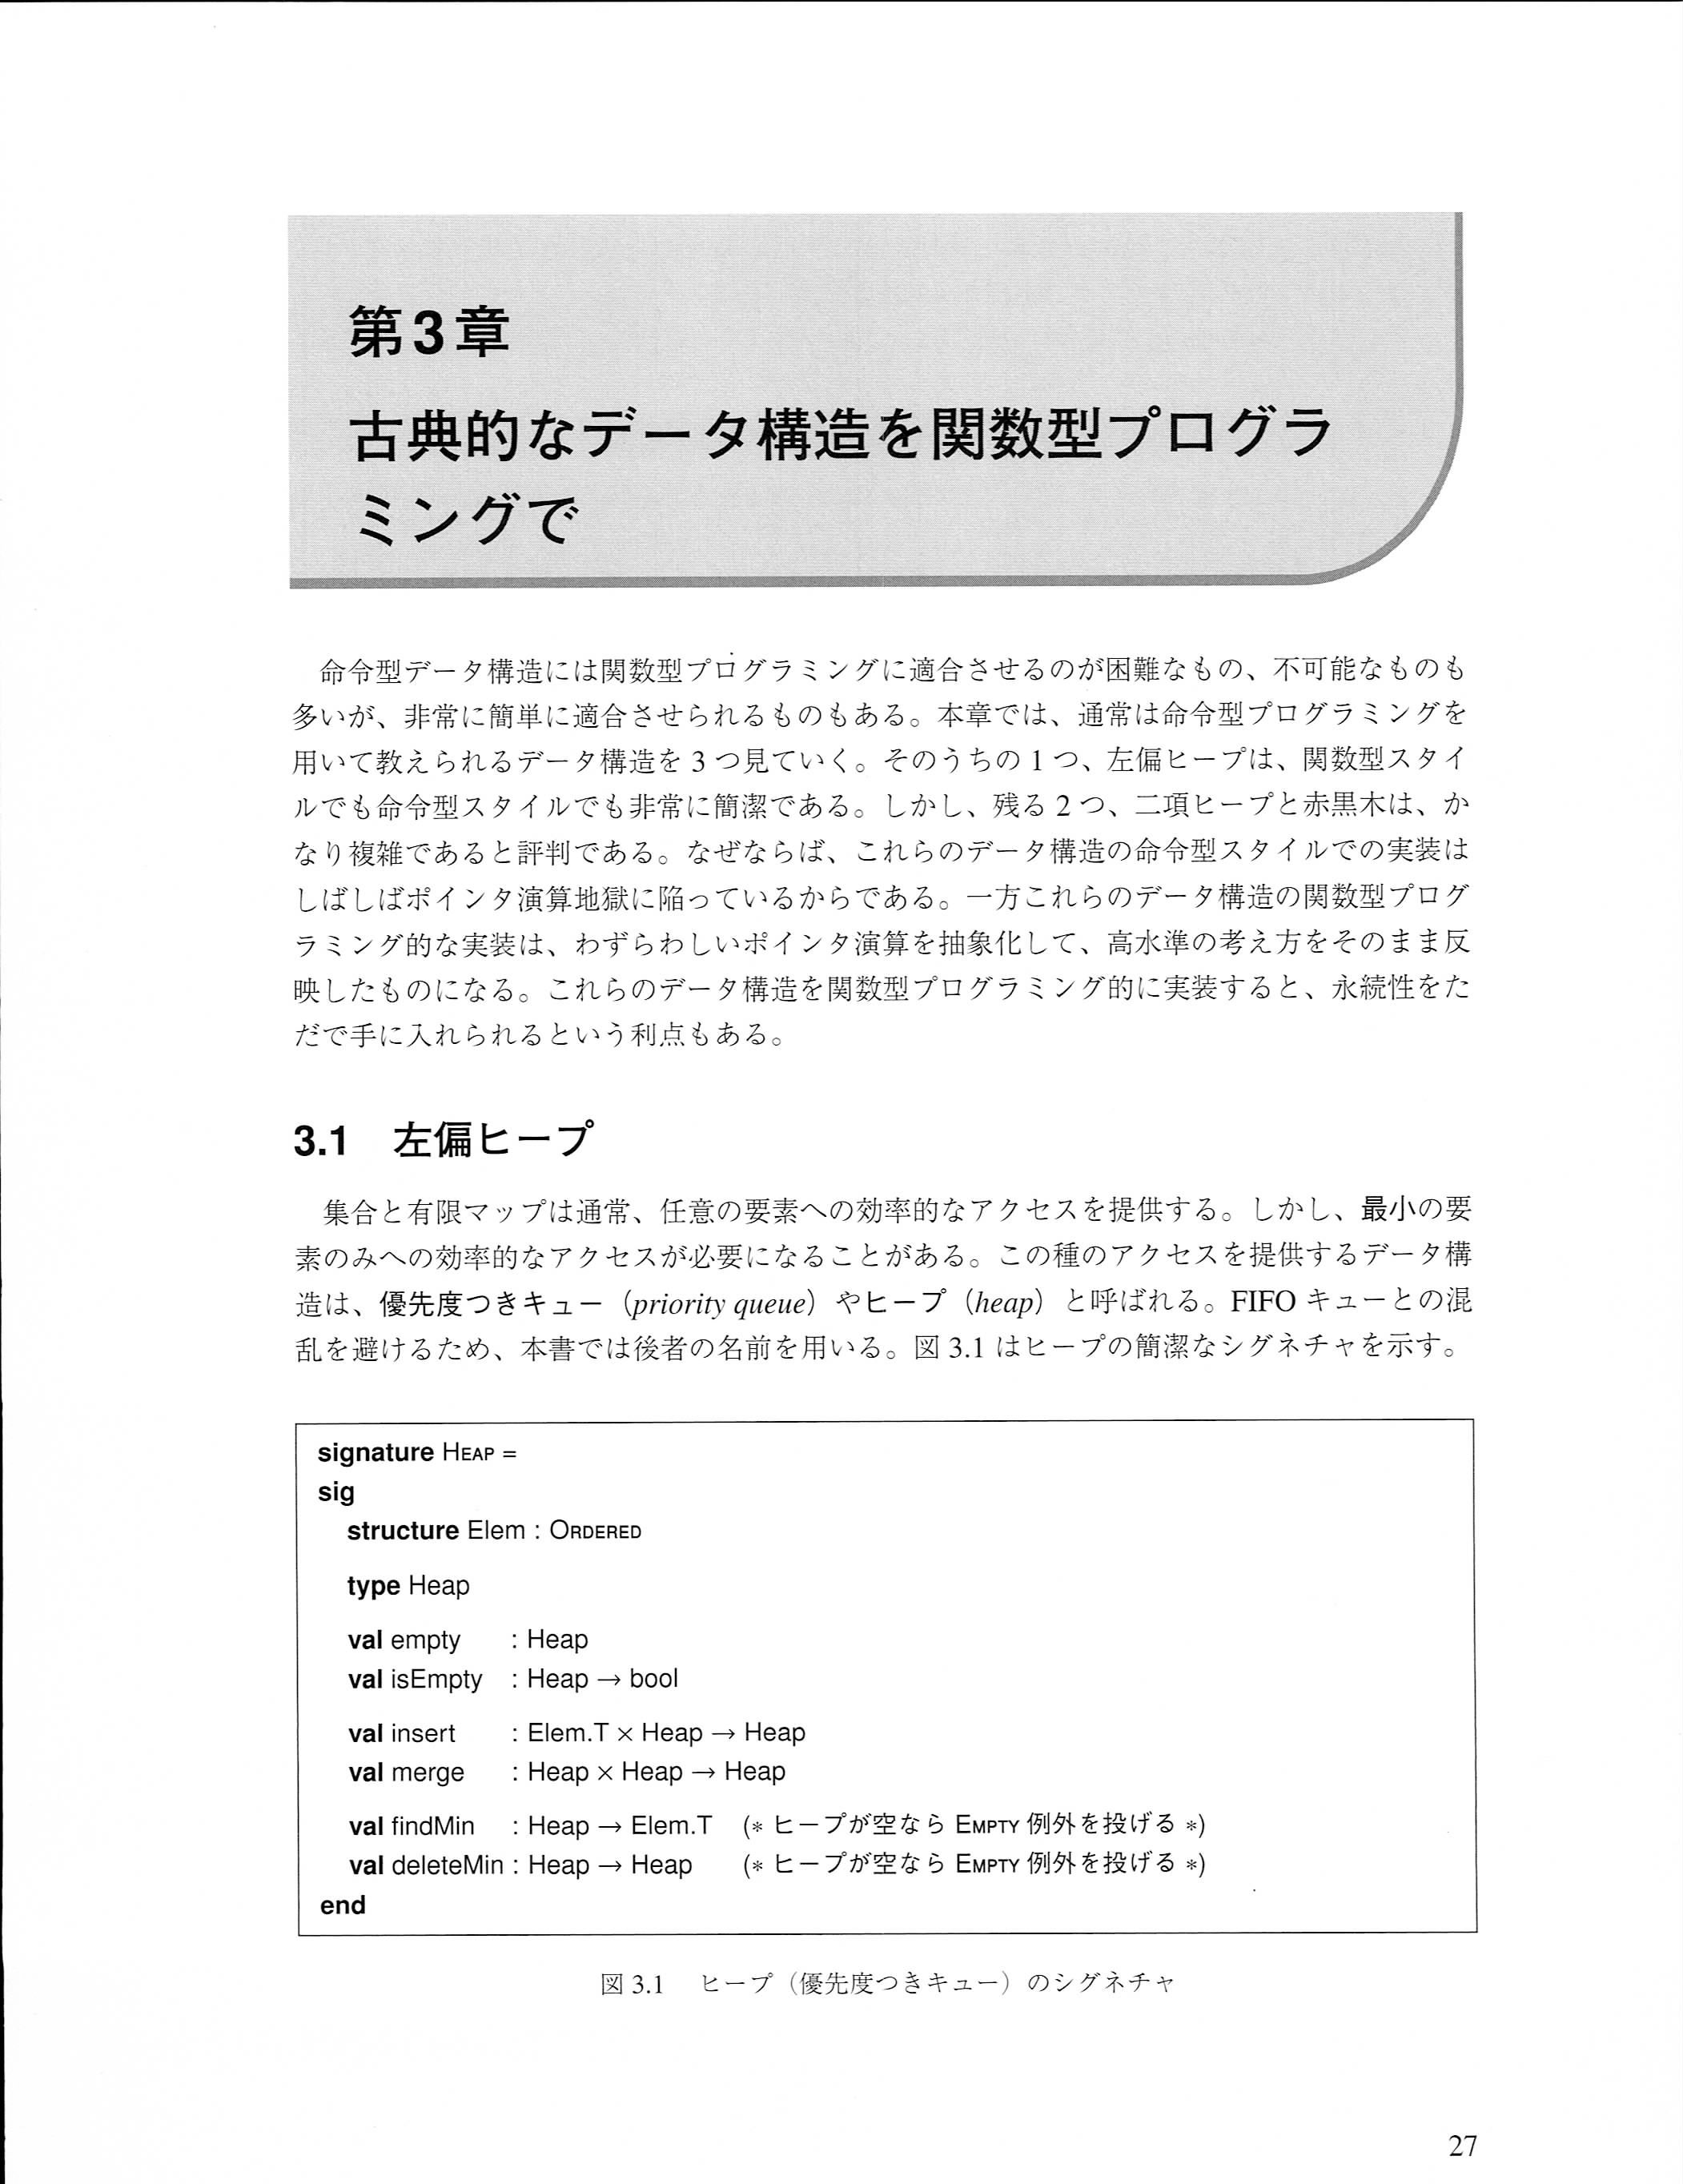 第3章
古典的なデータ構造を関数型プログラ
ミングで
命令型データ構造には関数型プログラミングに適合させるのが困難なもの、不可能なものも
多いが、非常に簡単に適合させられるものもある。本章では、通常は命令型プログラミングを
用いて教えられるデータ構造を 3 つ見ていく。そのうちの 1 つ、左偏ヒープは、関数型スタイ
ルでも命令型スタイルでも非常に簡潔である。しかし、残る 2 つ、二項ヒープと赤黒木は、か
なり複雑であると評判である。なぜならば、これらのデータ構造の命令型スタイルでの実装は
しばしばポインタ演算地獄に陥っているからである。一方これらのデータ構造の関数型プログ
ラミング的な実装は、わずらわしいポインタ演算を抽象化して、高水準の考え方をそのまま反
映したものになる。これらのデータ構造を関数型プログラミング的に実装すると、永続性をた
だで手に入れられるという利点もある。
3.1 左偏ヒープ
集合と有限マップは通常、任意の要素への効率的なアクセスを提供する。しかし、最小の要
素のみへの効率的なアクセスが必要になることがある。この種のアクセスを提供するデータ構
造は、優先度つきキュー（priority queue）やヒープ（heap）と呼ばれる。FIFO キューとの混
乱を避けるため、本書では後者の名前を用いる。図 3.1 はヒープの簡潔なシグネチャを示す。
signature HEAP =
sig
structure Elem : ORDERED
type Heap
val empty : Heap
val isEmpty : Heap → bool
val insert : Elem.T × Heap → Heap
val merge : Heap × Heap → Heap
val findMin : Heap → Elem.T (* ヒープが空なら EMPTY 例外を投げる *)
val deleteMin : Heap → Heap (* ヒープが空なら EMPTY 例外を投げる *)
end
図 3.1 ヒープ（優先度つきキュー）のシグネチャ
27